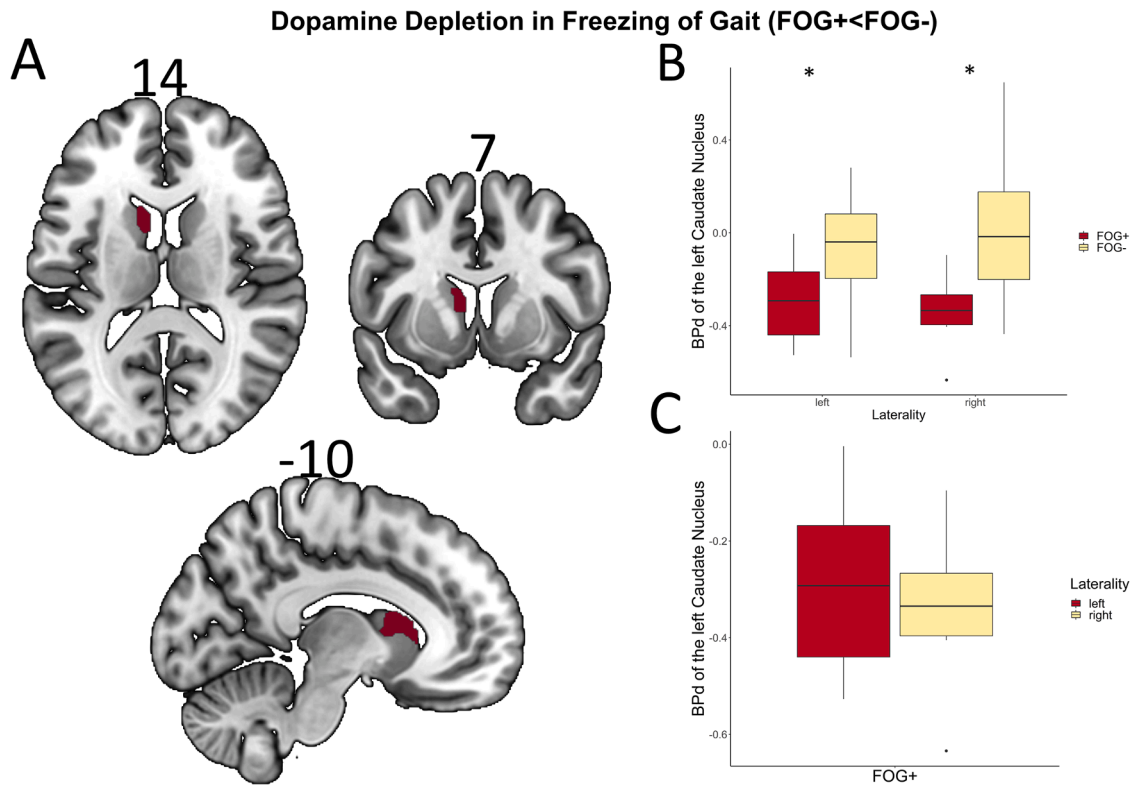 Dopamine Depletion in Freezing of Gait (FOG+<FOG-)
A
14
7
-10
B
*
*
BPd of the left Caudate Nucleus
0.4
0.0
-0.4
left
right
Laterality
FOG+
FOG-
C
BPd of the left Caudate Nucleus
0.0
-0.2
-0.4
-0.6
FOG+
Laterality
left
right